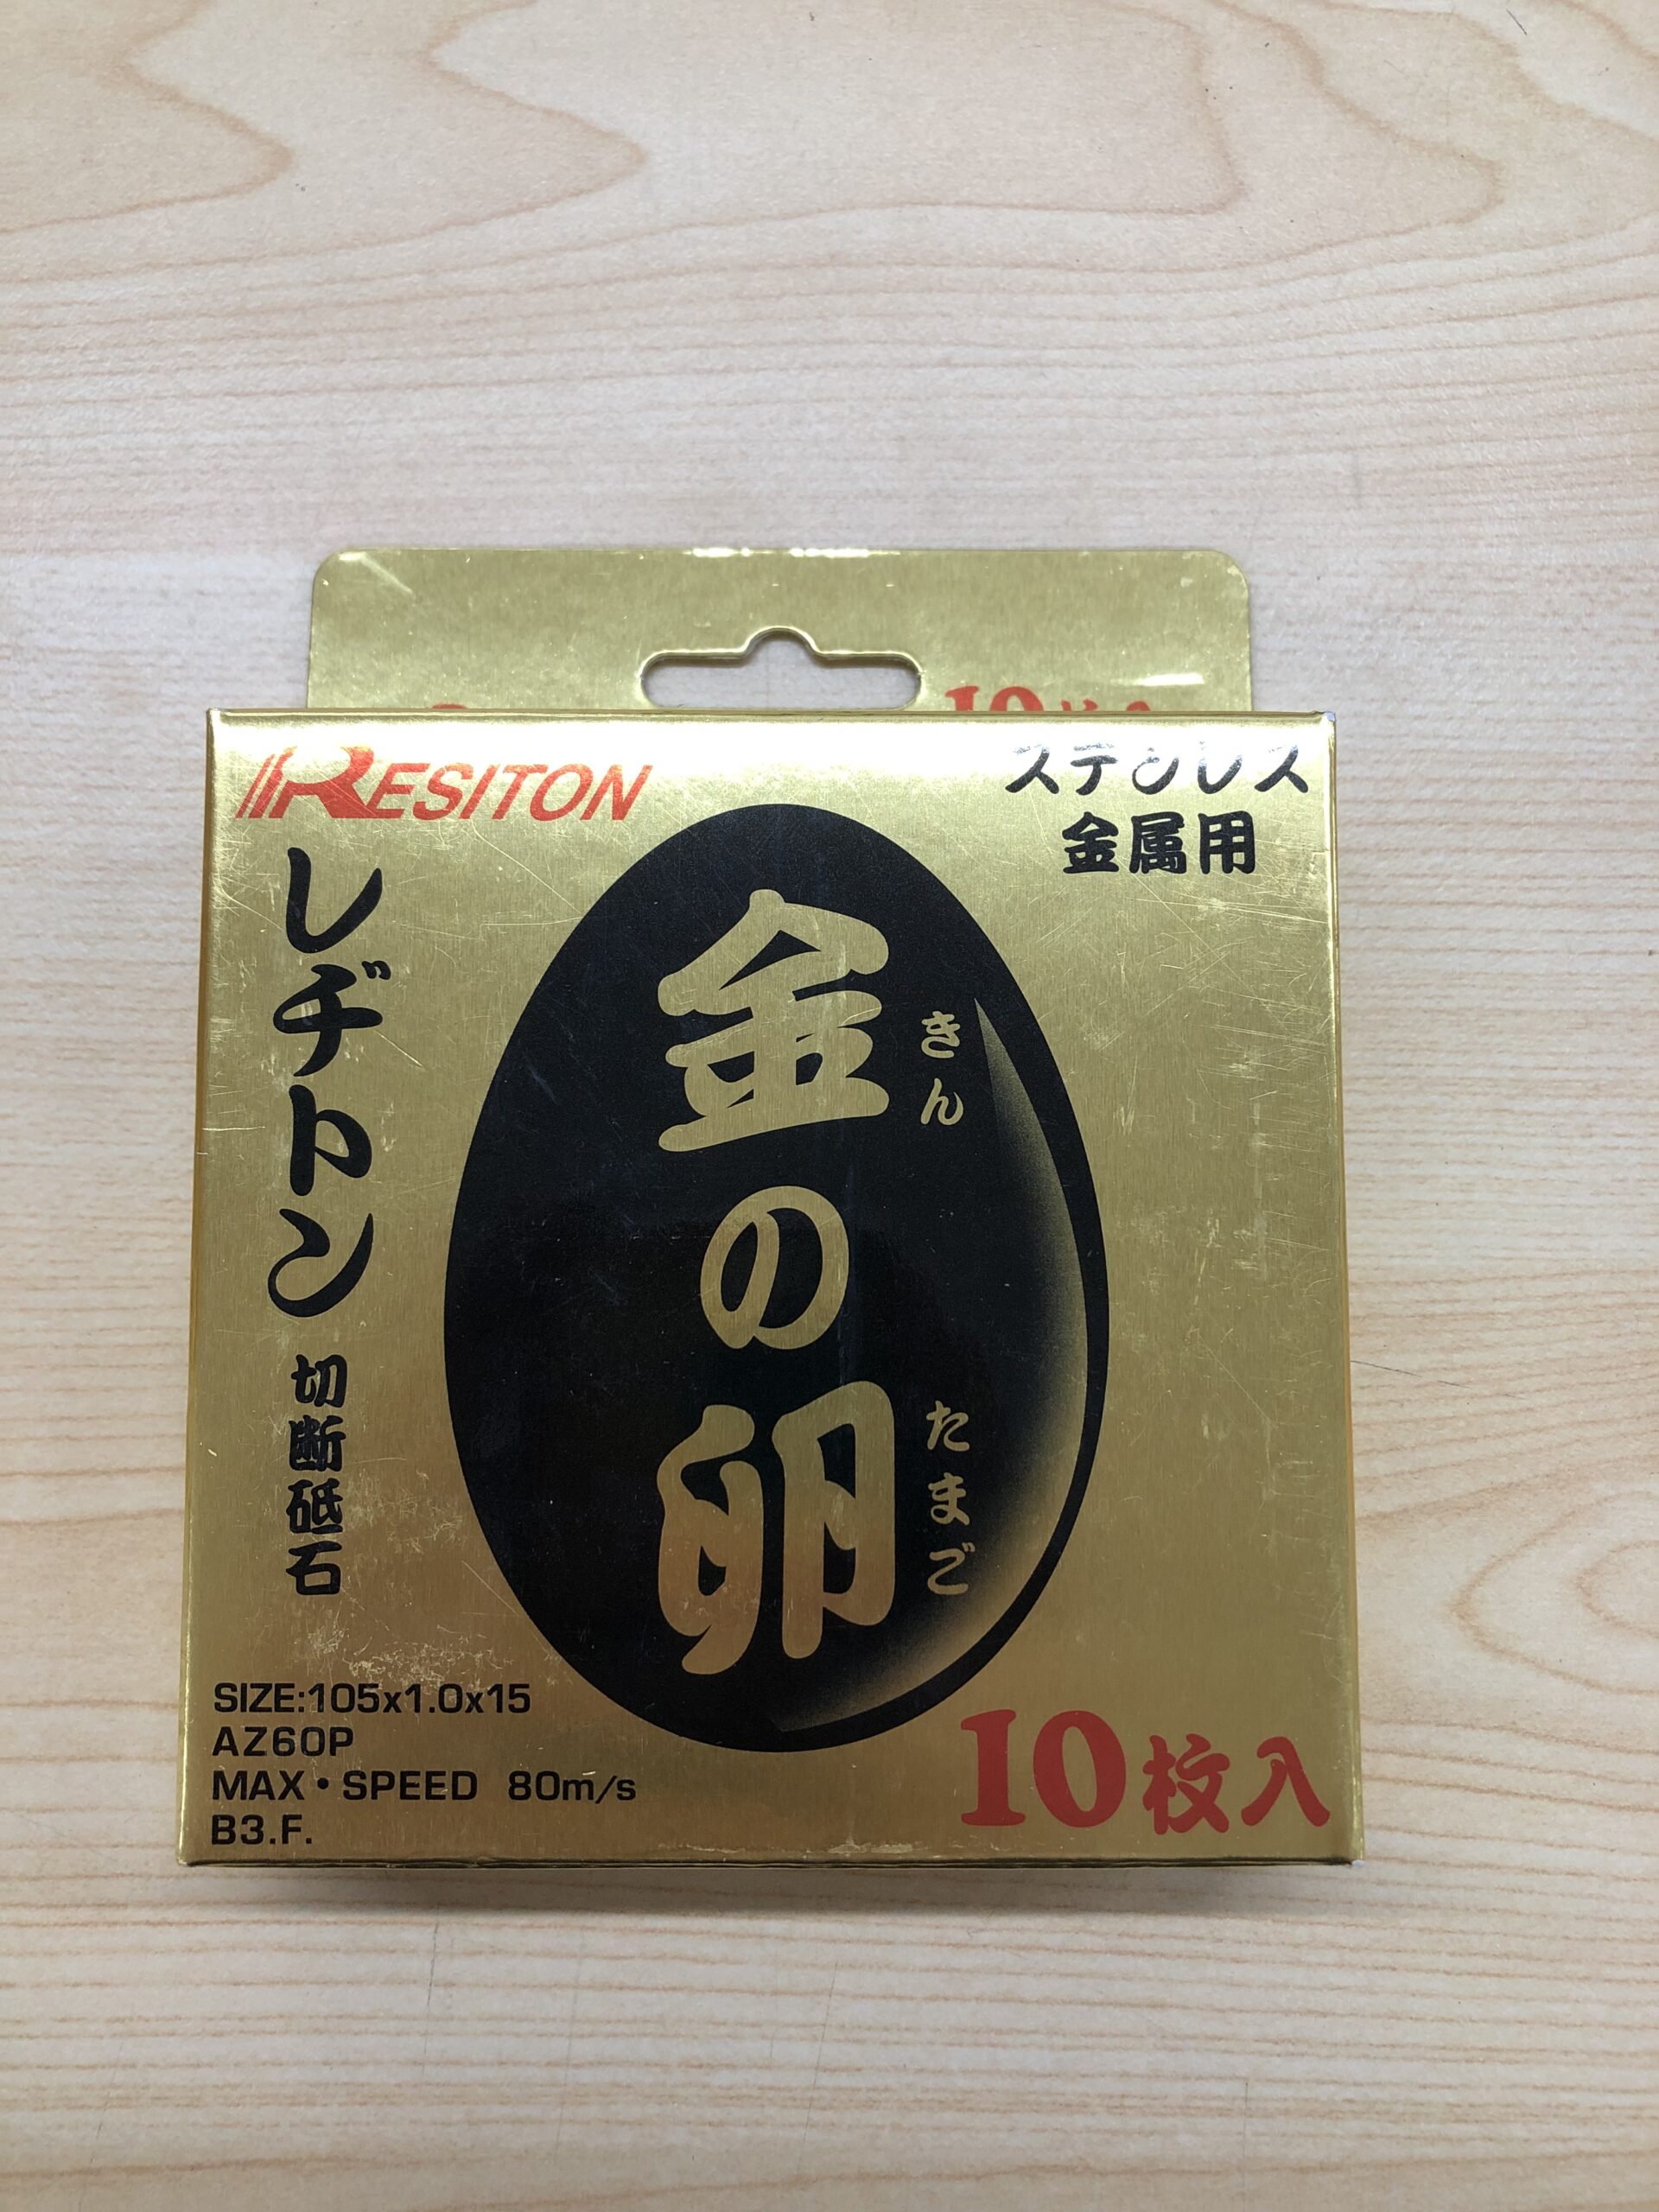 RESITON
ステンレス
金属用
レヂトン
切断砥石
金の卵
きん
たまご
SIZE:105x1.0x15
AZ60P
MAX・SPEED 80m/s
B3.F.
10枚入